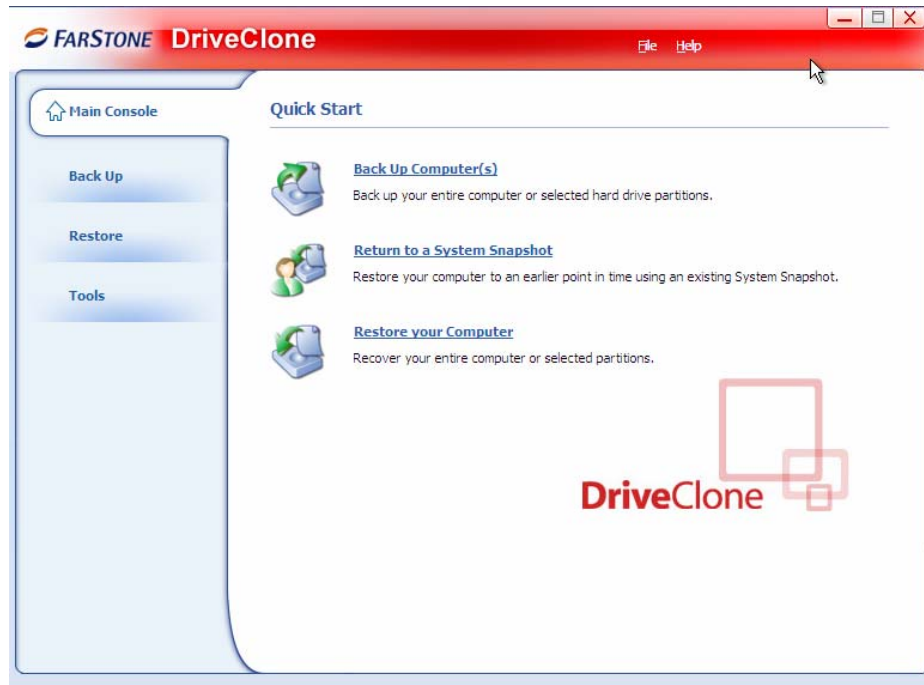 FARSTONE DriveClone
File Help
Main Console
Back Up
Restore
Tools
Quick Start
Back Up Computer(s)
Back up your entire computer or selected hard drive partitions.
Return to a System Snapshot
Restore your computer to an earlier point in time using an existing System Snapshot.
Restore your Computer
Recover your entire computer or selected partitions.
DriveClone